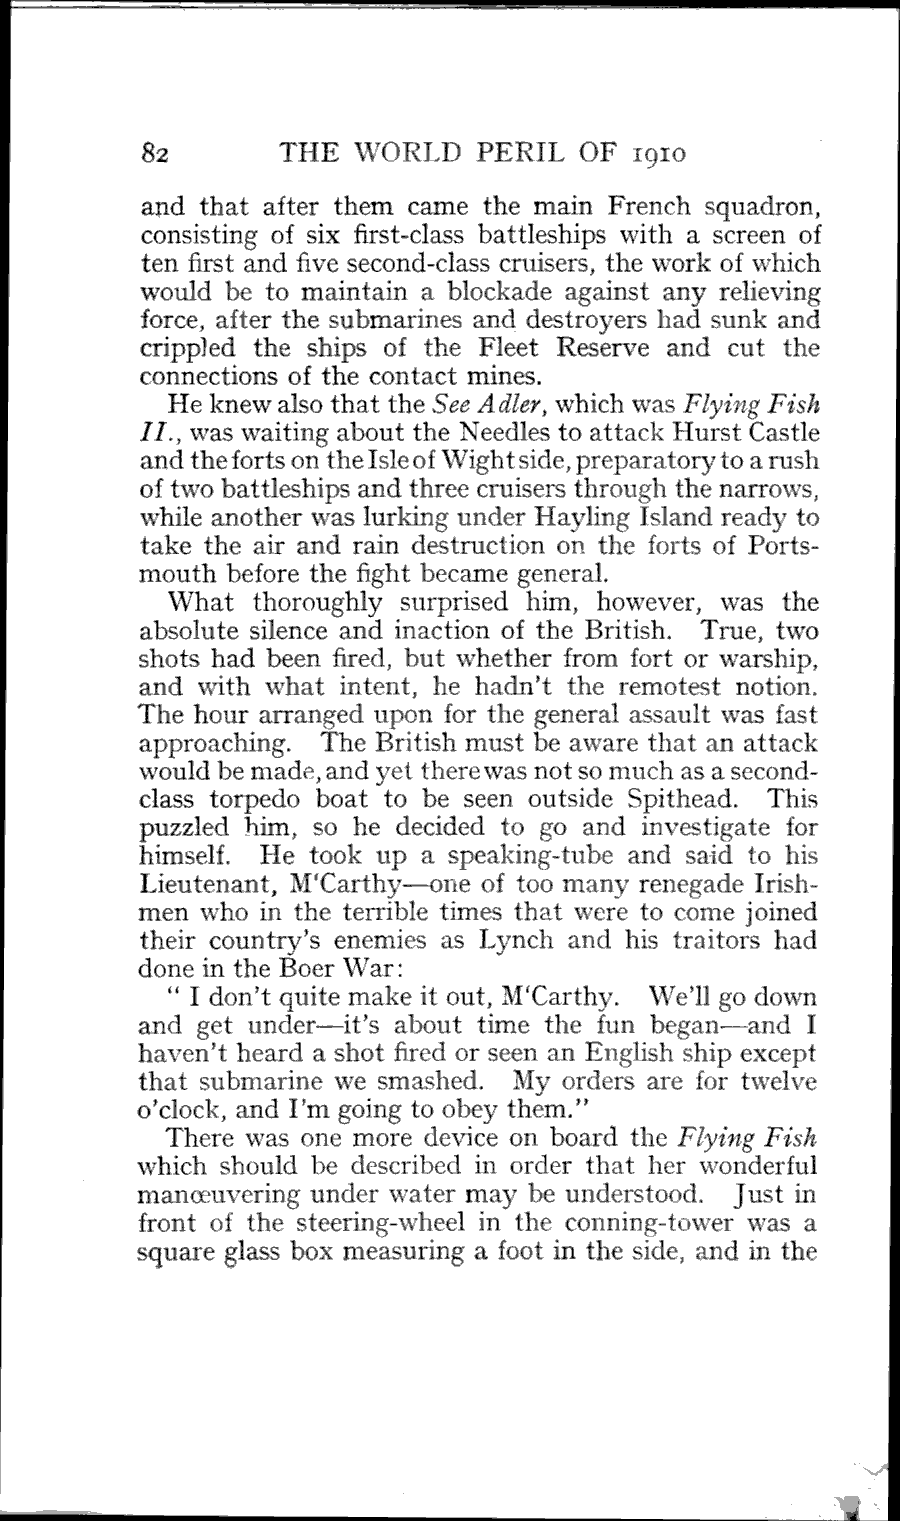 82 THE WORLD PERIL OF 1910
and that after them came the main French squadron,
consisting of six first-class battleships with a screen of
ten first and five second-class cruisers, the work of which
would be to maintain a blockade against any relieving
force, after the submarines and destroyers had sunk and
crippled the ships of the Fleet Reserve and cut the
connections of the contact mines.
He knew also that the See Adler, which was Flying Fish
II., was waiting about the Needles to attack Hurst Castle
and the forts on the Isle of Wight side, preparatory to a rush
of two battleships and three cruisers through the narrows,
while another was lurking under Hayling Island ready to
take the air and rain destruction on the forts of Ports-
mouth before the fight became general.
What thoroughly surprised him, however, was the
absolute silence and inaction of the British. True, two
shots had been fired, but whether from fort or warship,
and with what intent, he hadn't the remotest notion.
The hour arranged upon for the general assault was fast
approaching. The British must be aware that an attack
would be made, and yet there was not so much as a second-
class torpedo boat to be seen outside Spithead. This
puzzled him, so he decided to go and investigate for
himself. He took up a speaking-tube and said to his
Lieutenant, M‘Carthy—one of too many renegade Irish-
men who in the terrible times that were to come joined
their country's enemies as Lynch and his traitors had
done in the Boer War:
“ I don't quite make it out, M‘Carthy. We'll go down
and get under—it's about time the fun began—and I
haven't heard a shot fired or seen an English ship except
that submarine we smashed. My orders are for twelve
o'clock, and I'm going to obey them.”
There was one more device on board the Flying Fish
which should be described in order that her wonderful
manœuvering under water may be understood. Just in
front of the steering-wheel in the conning-tower was a
square glass box measuring a foot in the side, and in the